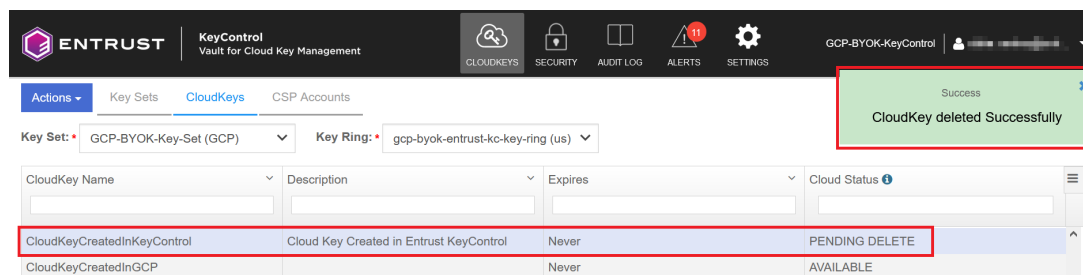 ENTRUST
KeyControl
Vault for Cloud Key Management
CLOUDKEYS
SECURITY
AUDIT LOG
11
ALERTS
SETTINGS
GCP-BYOK-KeyControl
Actions
Key Sets
CloudKeys
CSP Accounts
Success
CloudKey deleted Successfully
Key Set: * GCP-BYOK-Key-Set (GCP)
Key Ring: * gcp-byok-entrust-kc-key-ring (us)
CloudKey Name Description Expires Cloud Status
CloudKeyCreatedInKeyControl Cloud Key Created in Entrust KeyControl Never PENDING DELETE
CloudKeyCreatedInGCP Never AVAILABLE